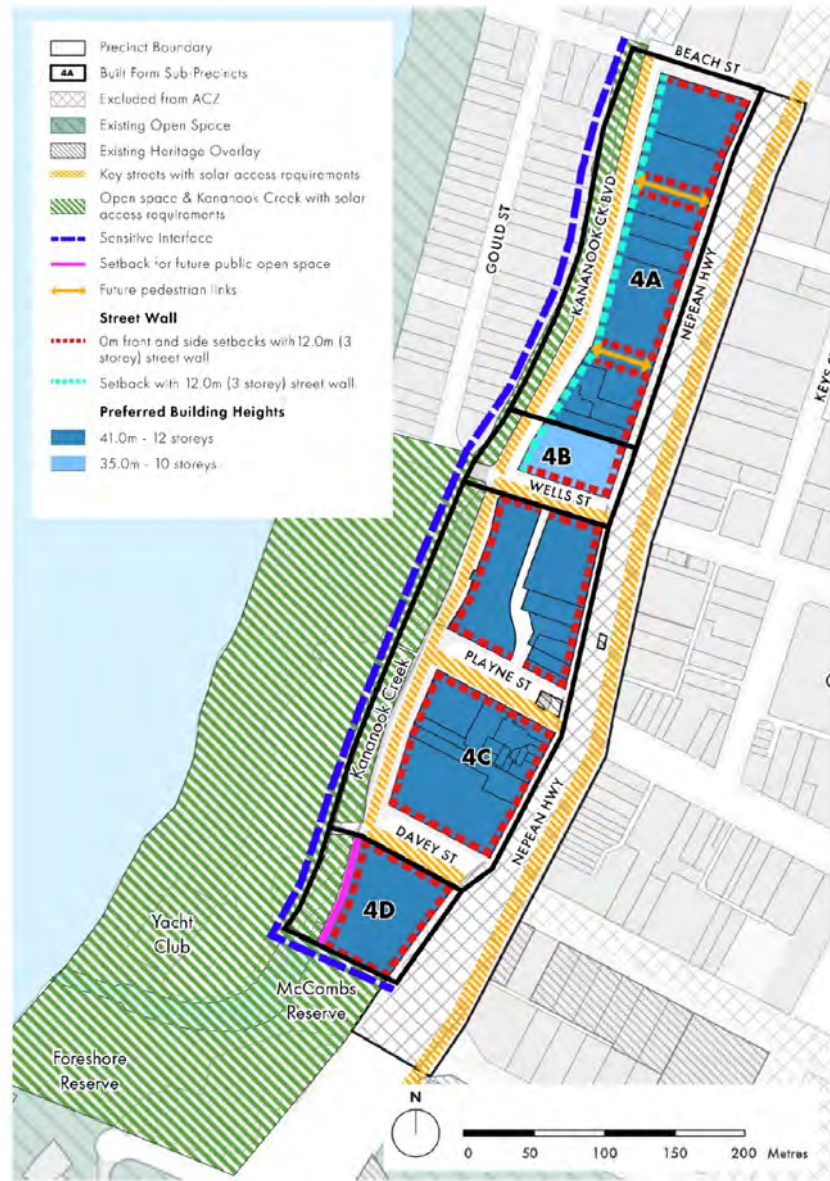 Precinct Boundary
4A Built Form Sub-Precincts
Excluded from ACZ
Existing Open Space
Existing Heritage Overlay
Key streets with solar access requirements
Open space & Kananook Creek with solar
access requirements
Sensitive Interface
Setback for future public open space
Future pedestrian links
Street Wall
0m front and side setbacks with 12.0m (3
storey) street wall
Setback with 12.0m (3 storey) street wall
Preferred Building Heights
41.0m - 12 storeys
35.0m - 10 storeys
BEACH ST
GOULD ST
KANANOOK CK BVD
4A
NEPEAN HWY
4B
WELLS ST
PLAYNE ST
Kananook Creek
4C
NEPEAN HWY
DAVEY ST
4D
Yacht
Club
McCombs
Reserve
Foreshore
Reserve
N
0 50 100 150 200 Metres